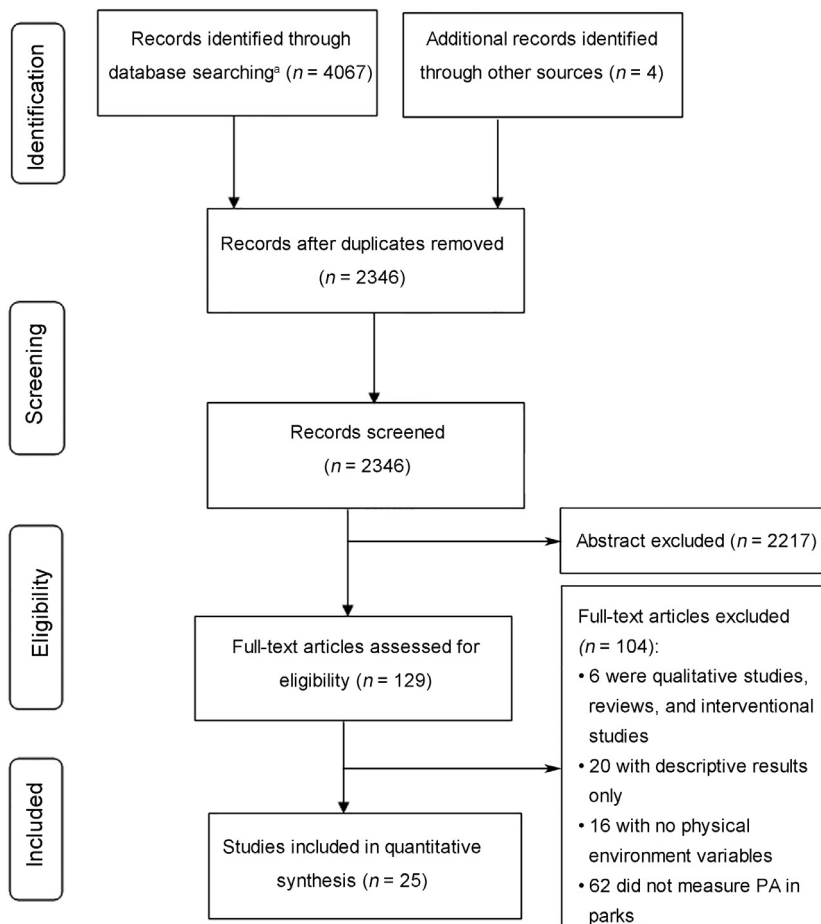 Identification
Records identified through
database searchingª (n = 4067)
Additional records identified
through other sources (n = 4)
Records after duplicates removed
(n = 2346)
Screening
Records screened
(n = 2346)
Abstract excluded (n = 2217)
Eligibility
Full-text articles assessed for
eligibility (n = 129)
Full-text articles excluded
(n = 104):
• 6 were qualitative studies,
reviews, and interventional
studies
• 20 with descriptive results
only
• 16 with no physical
environment variables
• 62 did not measure PA in
parks
Included
Studies included in quantitative
synthesis (n = 25)